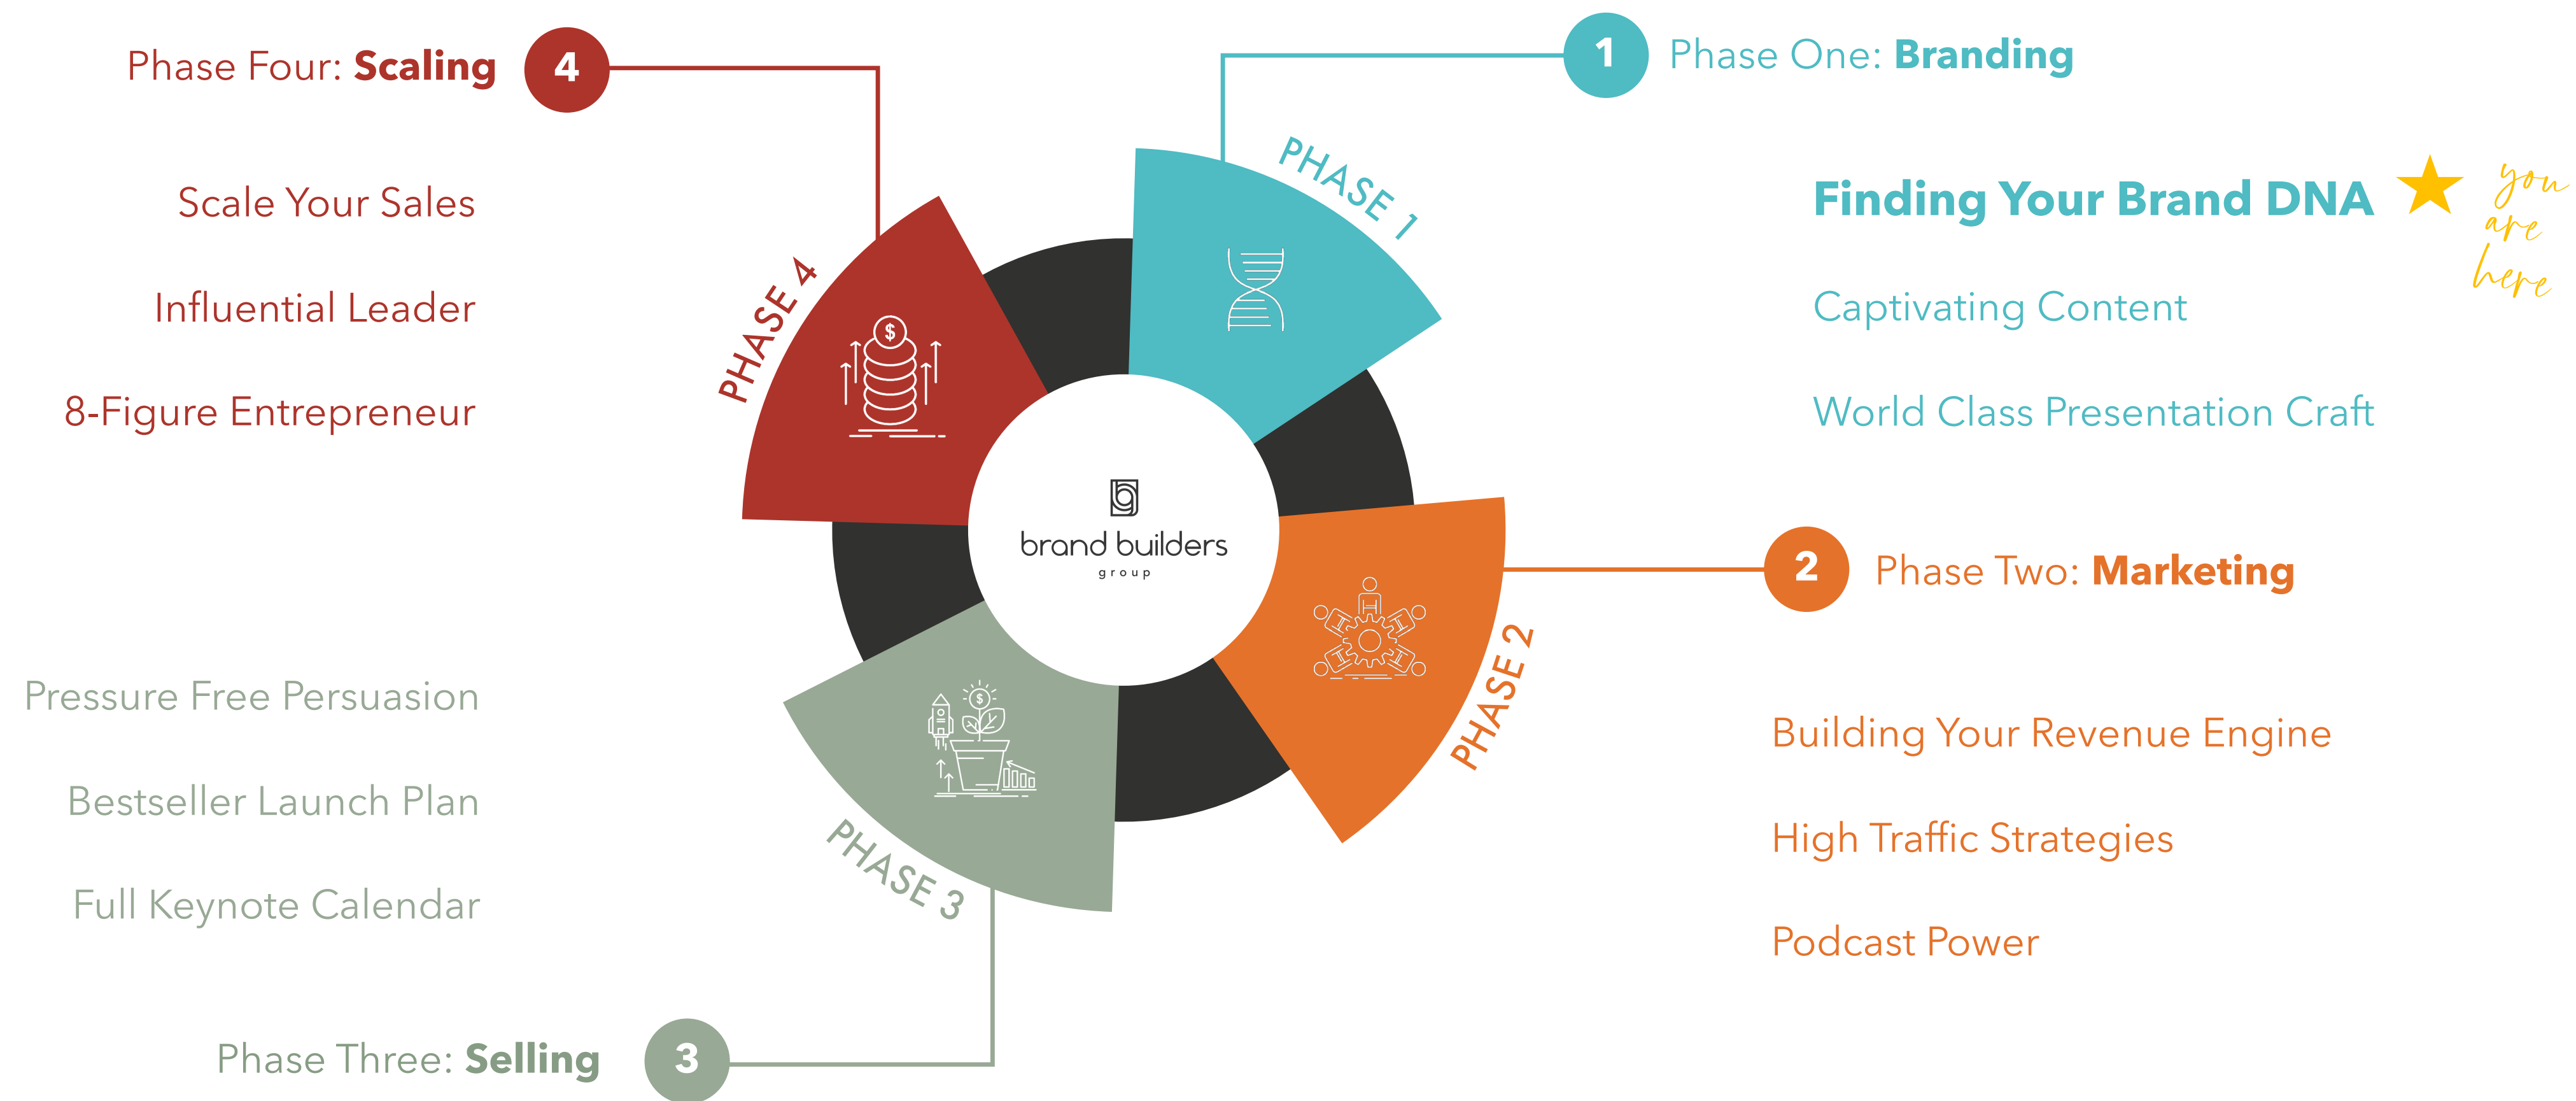 Phase One: Branding
1
Finding Your Brand DNA
you
are
here
Captivating Content
World Class Presentation Craft
PHASE 1
2
Phase Two: Marketing
Building Your Revenue Engine
High Traffic Strategies
Podcast Power
PHASE 2
Pressure Free Persuasion
Bestseller Launch Plan
Full Keynote Calendar
Phase Three: Selling
3
PHASE 3
Phase Four: Scaling
4
Scale Your Sales
Influential Leader
8-Figure Entrepreneur
PHASE 4
$
$
brand builders
group